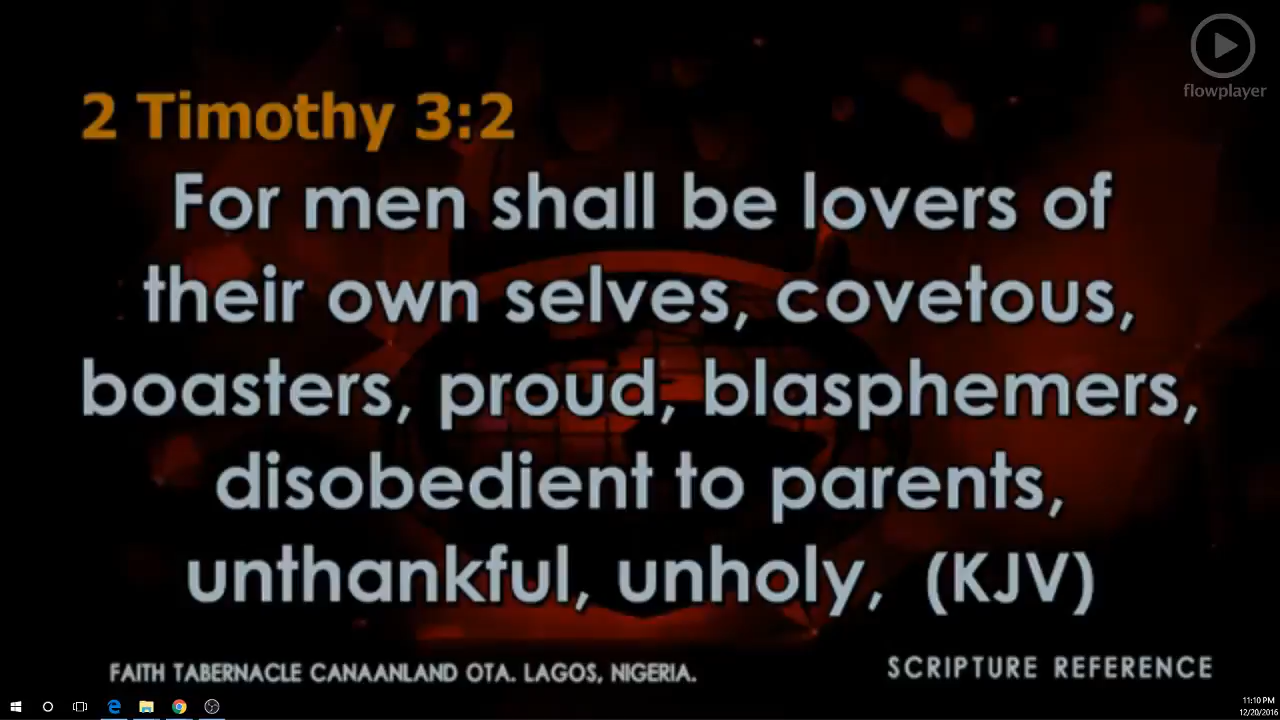 flowplayer
2 Timothy 3:2
For men shall be lovers of
their own selves, covetous,
boasters, proud, blasphemers,
disobedient to parents,
unthankful, unholy, (KJV)
FAITH TABERNACLE CANAANLAND OTA. LAGOS, NIGERIA.
SCRIPTURE REFERENCE
11:10 PM
12/20/2016